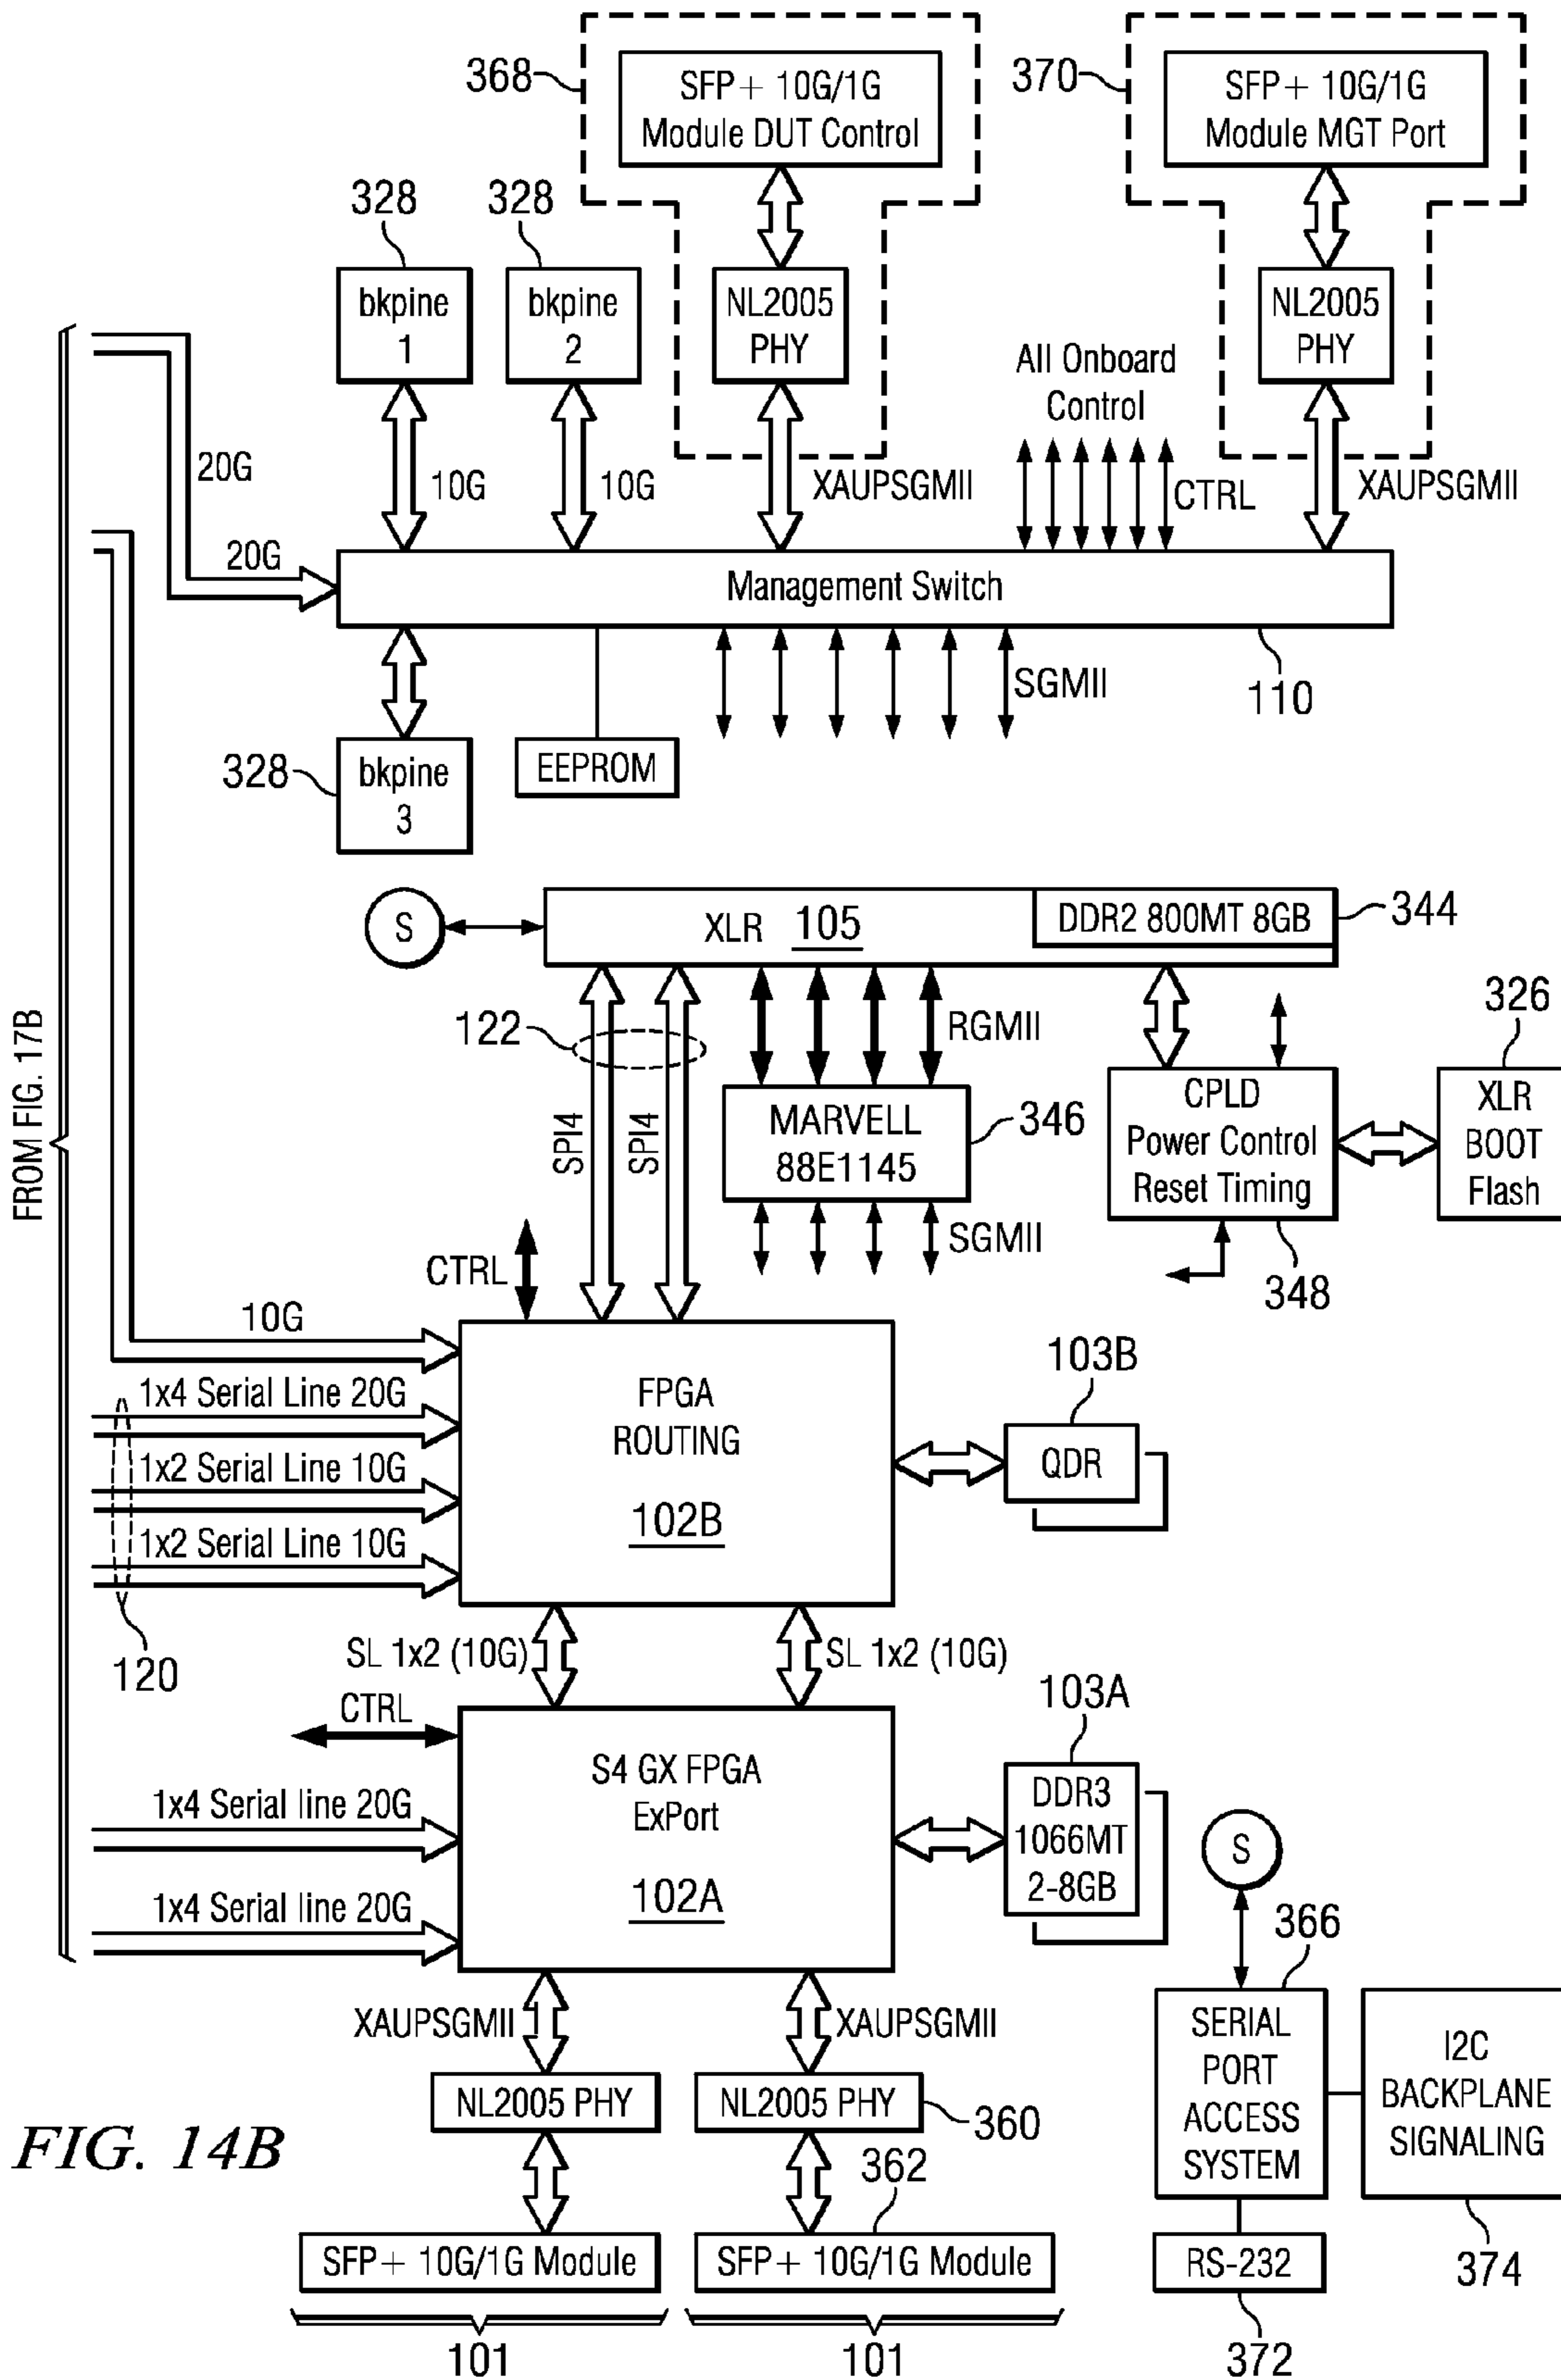 368
SFP+ 10G/1G
Module DUT Control
370
SFP+ 10G/1G
Module MGT Port
328
328
bkpine
1
bkpine
2
NL2005
PHY
NL2005
PHY
All Onboard
Control
20G
10G
10G
XAUPSGMII
CTRL
XAUPSGMII
20G
Management Switch
SGMII
110
328
bkpine
3
EEPROM
S
XLR 105
DDR2 800MT 8GB
344
FROM FIG. 17B
122
SPI4
SPI4
RGMII
326
MARVELL
88E1145
346
CPLD
Power Control
Reset Timing
XLR
BOOT
Flash
SGMII
348
CTRL
10G
1x4 Serial Line 20G
1x2 Serial Line 10G
1x2 Serial Line 10G
120
FPGA
ROUTING
102B
103B
QDR
SL 1x2 (10G)
SL 1x2 (10G)
CTRL
103A
S4 GX FPGA
ExPort
102A
DDR3
1066MT
2-8GB
1x4 Serial line 20G
1x4 Serial line 20G
S
366
XAUPSGMII
XAUPSGMII
SERIAL
PORT
ACCESS
SYSTEM
I2C
BACKPLANE
SIGNALING
NL2005 PHY
NL2005 PHY
360
FIG. 14B
362
SFP+ 10G/1G Module
SFP+ 10G/1G Module
RS-232
374
101
101
372